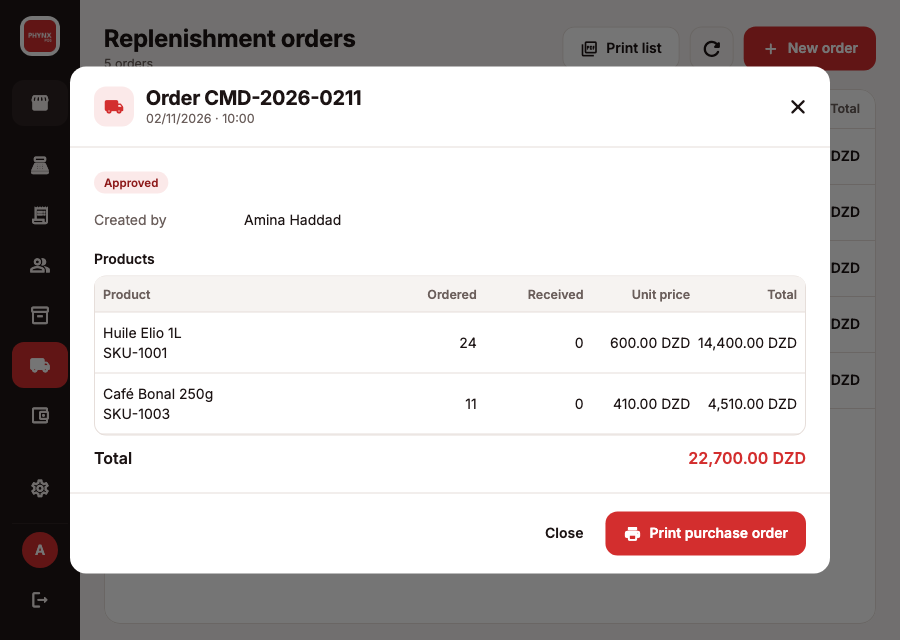 PHYNX
Replenishment orders
5 orders
Print list
New order
Total
DZD
DZD
DZD
DZD
DZD
Order CMD-2026-0211
02/11/2026 · 10:00
Approved
Created by Amina Haddad
Products
Product Ordered Received Unit price Total
Huile Elio 1L
SKU-1001
24 0 600.00 DZD 14,400.00 DZD
Café Bonal 250g
SKU-1003
11 0 410.00 DZD 4,510.00 DZD
Total 22,700.00 DZD
Close Print purchase order
A